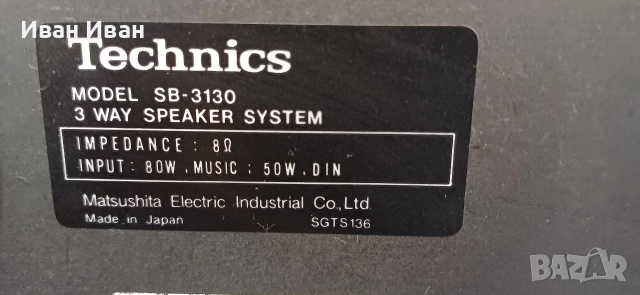 Иван Иван
Technics
MODEL SB-3130
3 WAY SPEAKER SYSTEM
IMPEDANCE : 8Ω
INPUT : 80W . MUSIC ; 50W . DIN
Matsushita Electric Industrial Co., Ltd.
Made in Japan SGTS136
BAZAR